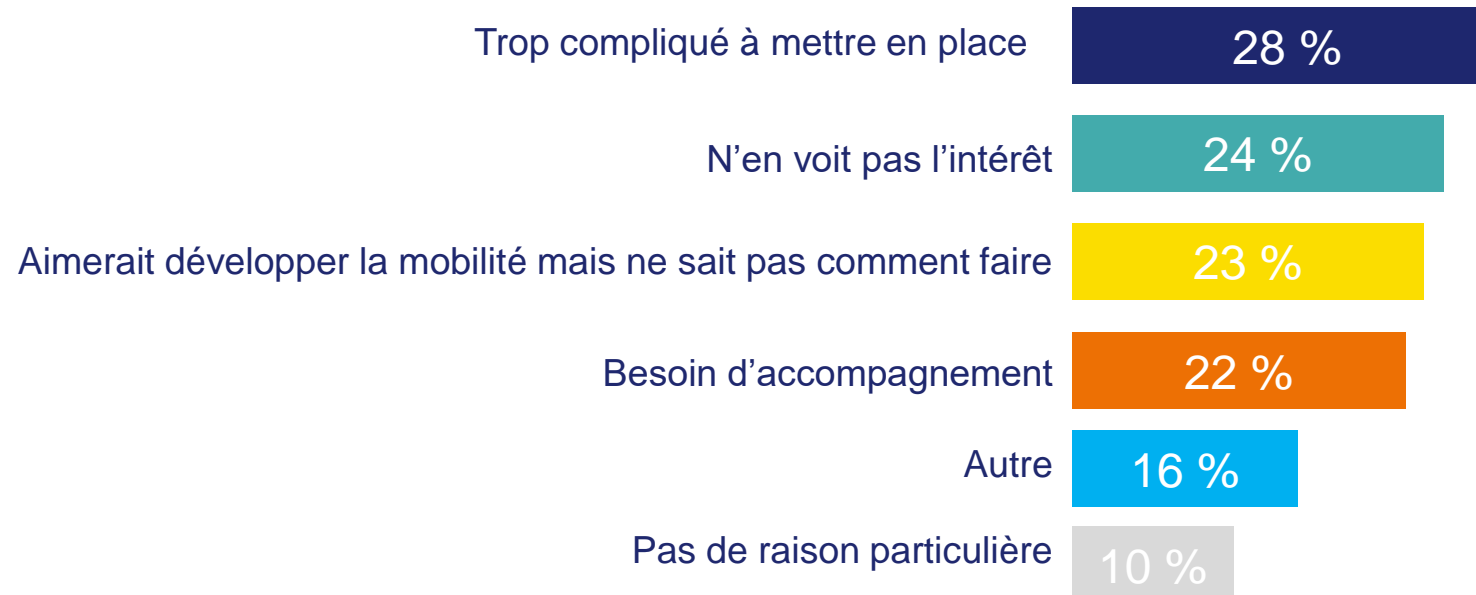 Trop compliqué à mettre en place 28 %
N’en voit pas l’intérêt 24 %
Aimerait développer la mobilité mais ne sait pas comment faire 23 %
Besoin d’accompagnement 22 %
Autre 16 %
Pas de raison particulière 10 %